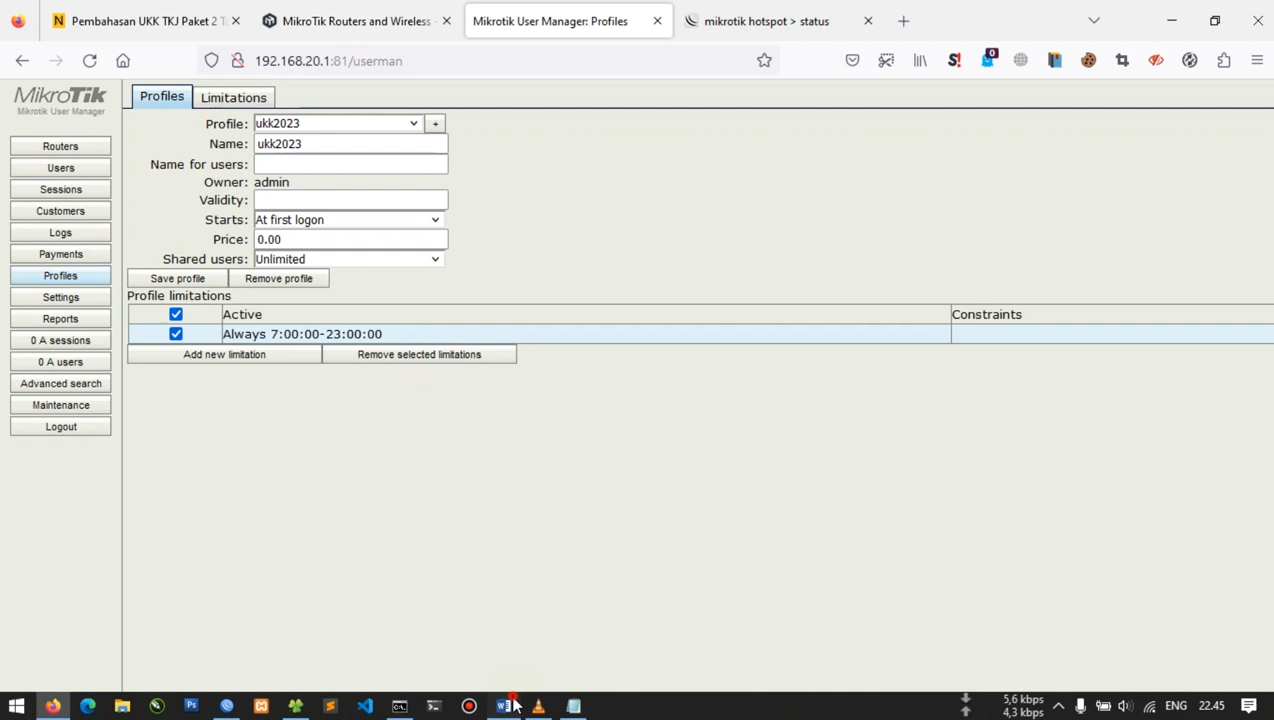 Pembahasan UKK TKJ Paket 2 T
MikroTik Routers and Wireless -
Mikrotik User Manager: Profiles
mikrotik hotspot > status
192.168.20.1:81/userman
0
MikroTik
Mikrotik User Manager
Routers
Users
Sessions
Customers
Logs
Payments
Profiles
Settings
Reports
0 A sessions
0 A users
Advanced search
Maintenance
Logout
Profiles
Limitations
Profile: ukk2023 +
Name: ukk2023
Name for users:
Owner: admin
Validity:
Starts: At first logon
Price: 0.00
Shared users: Unlimited
Save profile
Remove profile
Profile limitations
Active
Constraints
Always 7:00:00-23:00:00
Add new limitation
Remove selected limitations
5,6 kbps
4,3 kbps
ENG
22.45